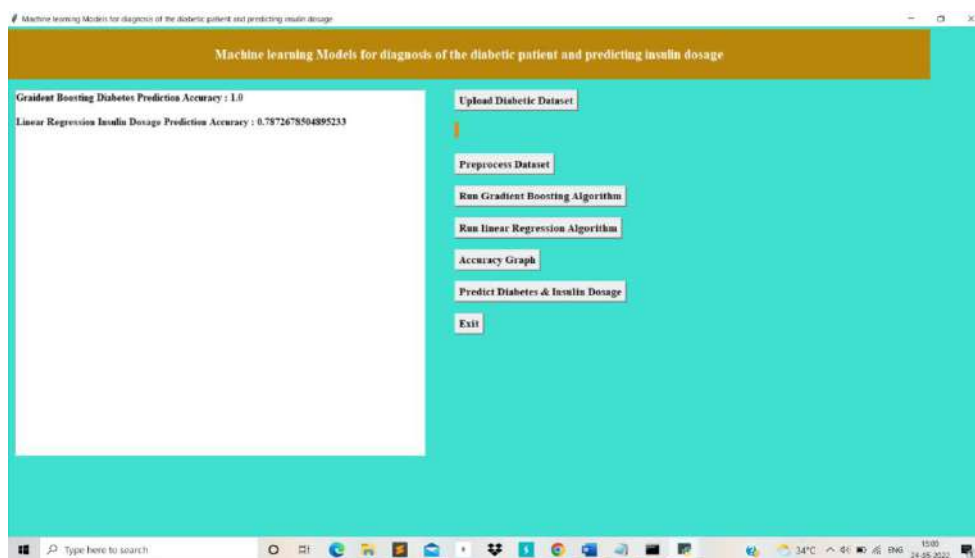 Machine learning Models for diagnosis of the diabetic patient and predicting insulin dosage
Machine learning Models for diagnosis of the diabetic patient and predicting insulin dosage
Graident Boosting Diabetes Prediction Accuracy : 1.0
Linear Regression Insulin Dosage Prediction Accuracy : 0.7872678504895233
Upload Diabetic Dataset
Preprocess Dataset
Run Gradient Boosting Algorithm
Run linear Regression Algorithm
Accuracy Graph
Predict Diabetes & Insulin Dosage
Exit
Type here to search
34°C
ENG
15:00
24-05-2022